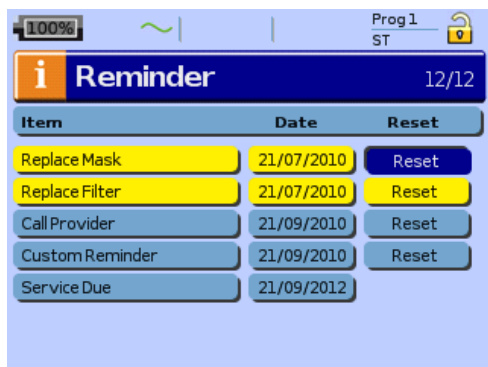 100%
Prog 1
ST
i Reminder 12/12
Item Date Reset
Replace Mask 21/07/2010 Reset
Replace Filter 21/07/2010 Reset
Call Provider 21/09/2010 Reset
Custom Reminder 21/09/2010 Reset
Service Due 21/09/2012